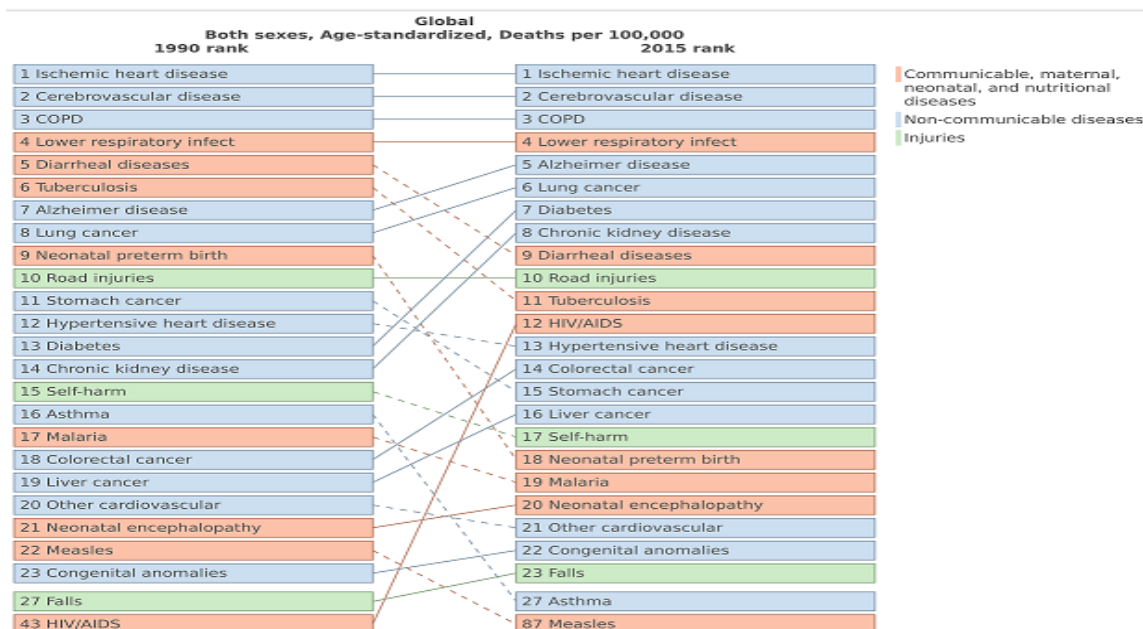 Global
Both sexes, Age-standardized, Deaths per 100,000
1990 rank
2015 rank
1 Ischemic heart disease
2 Cerebrovascular disease
3 COPD
4 Lower respiratory infect
5 Diarrheal diseases
6 Tuberculosis
7 Alzheimer disease
8 Lung cancer
9 Neonatal preterm birth
10 Road injuries
11 Stomach cancer
12 Hypertensive heart disease
13 Diabetes
14 Chronic kidney disease
15 Self-harm
16 Asthma
17 Malaria
18 Colorectal cancer
19 Liver cancer
20 Other cardiovascular
21 Neonatal encephalopathy
22 Measles
23 Congenital anomalies
27 Falls
43 HIV/AIDS
1 Ischemic heart disease
2 Cerebrovascular disease
3 COPD
4 Lower respiratory infect
5 Alzheimer disease
6 Lung cancer
7 Diabetes
8 Chronic kidney disease
9 Diarrheal diseases
10 Road injuries
11 Tuberculosis
12 HIV/AIDS
13 Hypertensive heart disease
14 Colorectal cancer
15 Stomach cancer
16 Liver cancer
17 Self-harm
18 Neonatal preterm birth
19 Malaria
20 Neonatal encephalopathy
21 Other cardiovascular
22 Congenital anomalies
23 Falls
27 Asthma
87 Measles
Communicable, maternal,
neonatal, and nutritional
diseases
Non-communicable diseases
Injuries